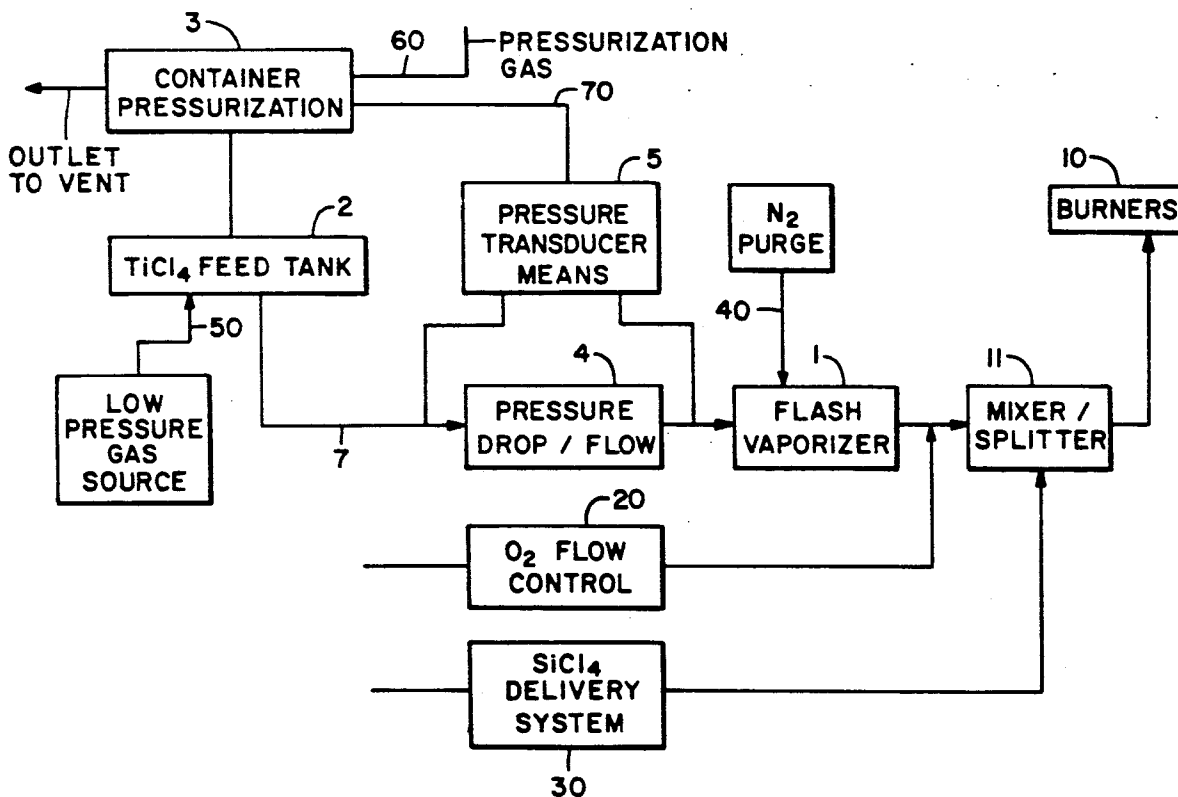 3
60
PRESSURIZATION
GAS
CONTAINER
PRESSURIZATION
70
OUTLET
TO VENT
5
PRESSURE
TRANSDUCER
MEANS
N₂
PURGE
10
BURNERS
2
TiCl₄ FEED TANK
50
40
LOW
PRESSURE
GAS
SOURCE
7
4
PRESSURE
DROP / FLOW
1
FLASH
VAPORIZER
11
MIXER /
SPLITTER
20
O₂ FLOW
CONTROL
SiCl₄
DELIVERY
SYSTEM
30